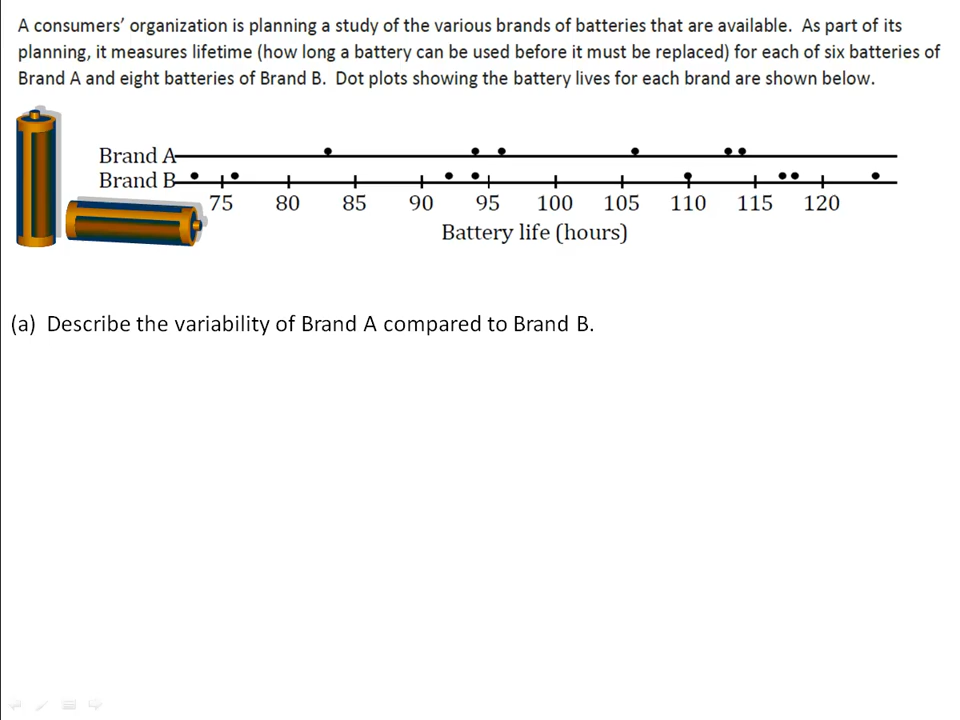 A consumers’ organization is planning a study of the various brands of batteries that are available. As part of its
planning, it measures lifetime (how long a battery can be used before it must be replaced) for each of six batteries of
Brand A and eight batteries of Brand B. Dot plots showing the battery lives for each brand are shown below.
Brand A
Brand B
75 80 85 90 95 100 105 110 115 120
Battery life (hours)
(a) Describe the variability of Brand A compared to Brand B.